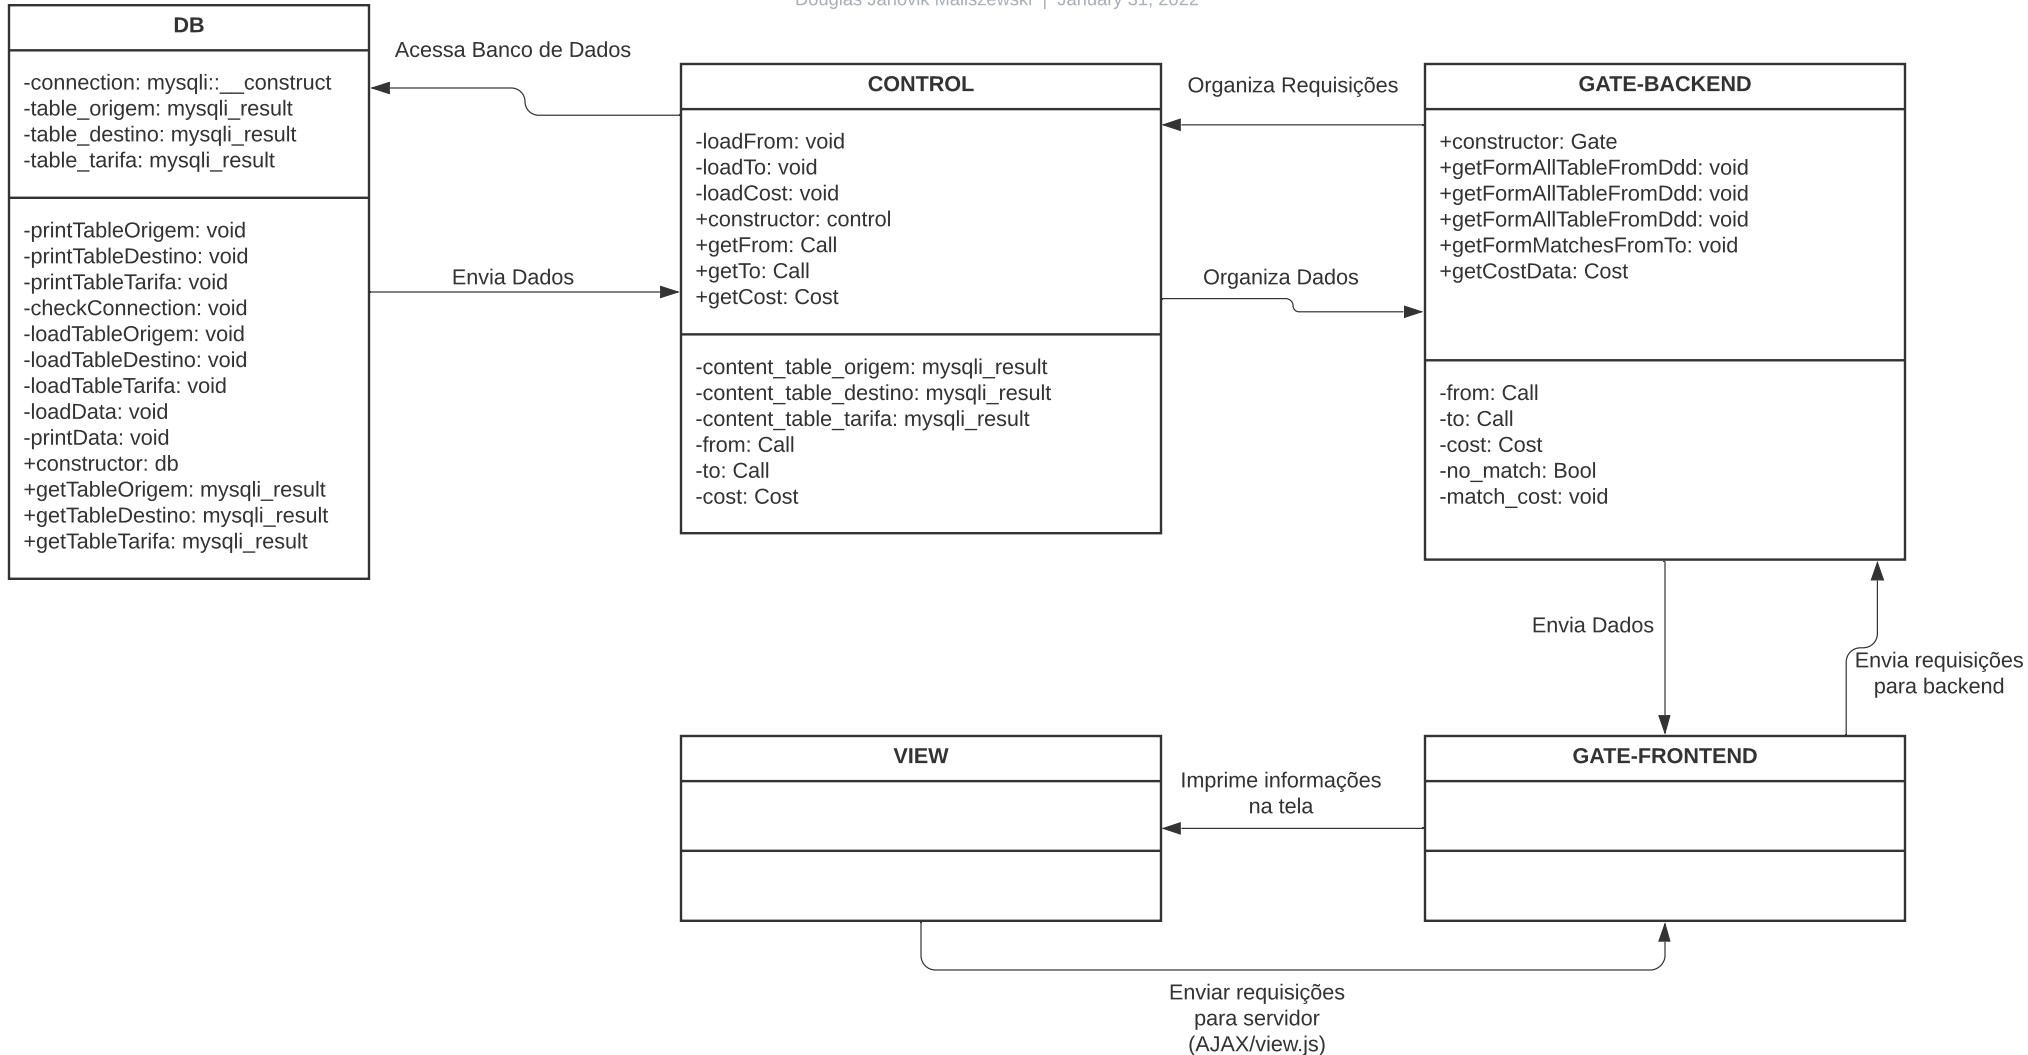 Douglas Janovik Maliszewski | January 31, 2022
DB
-connection: mysqli::__construct
-table_origem: mysqli_result
-table_destino: mysqli_result
-table_tarifa: mysqli_result
-printTableOrigem: void
-printTableDestino: void
-printTableTarifa: void
-checkConnection: void
-loadTableOrigem: void
-loadTableDestino: void
-loadTableTarifa: void
-loadData: void
-printData: void
+constructor: db
+getTableOrigem: mysqli_result
+getTableDestino: mysqli_result
+getTableTarifa: mysqli_result
Acessa Banco de Dados
Envia Dados
CONTROL
-loadFrom: void
-loadTo: void
-loadCost: void
+constructor: control
+getFrom: Call
+getTo: Call
+getCost: Cost
-content_table_origem: mysqli_result
-content_table_destino: mysqli_result
-content_table_tarifa: mysqli_result
-from: Call
-to: Call
-cost: Cost
Organiza Requisições
Organiza Dados
GATE-BACKEND
+constructor: Gate
+getFormAllTableFromDdd: void
+getFormAllTableFromDdd: void
+getFormAllTableFromDdd: void
+getFormMatchesFromTo: void
+getCostData: Cost
-from: Call
-to: Call
-cost: Cost
-no_match: Bool
-match_cost: void
Envia Dados
Envia requisições
para backend
VIEW
Imprime informações
na tela
GATE-FRONTEND
Enviar requisições
para servidor
(AJAX/view.js)